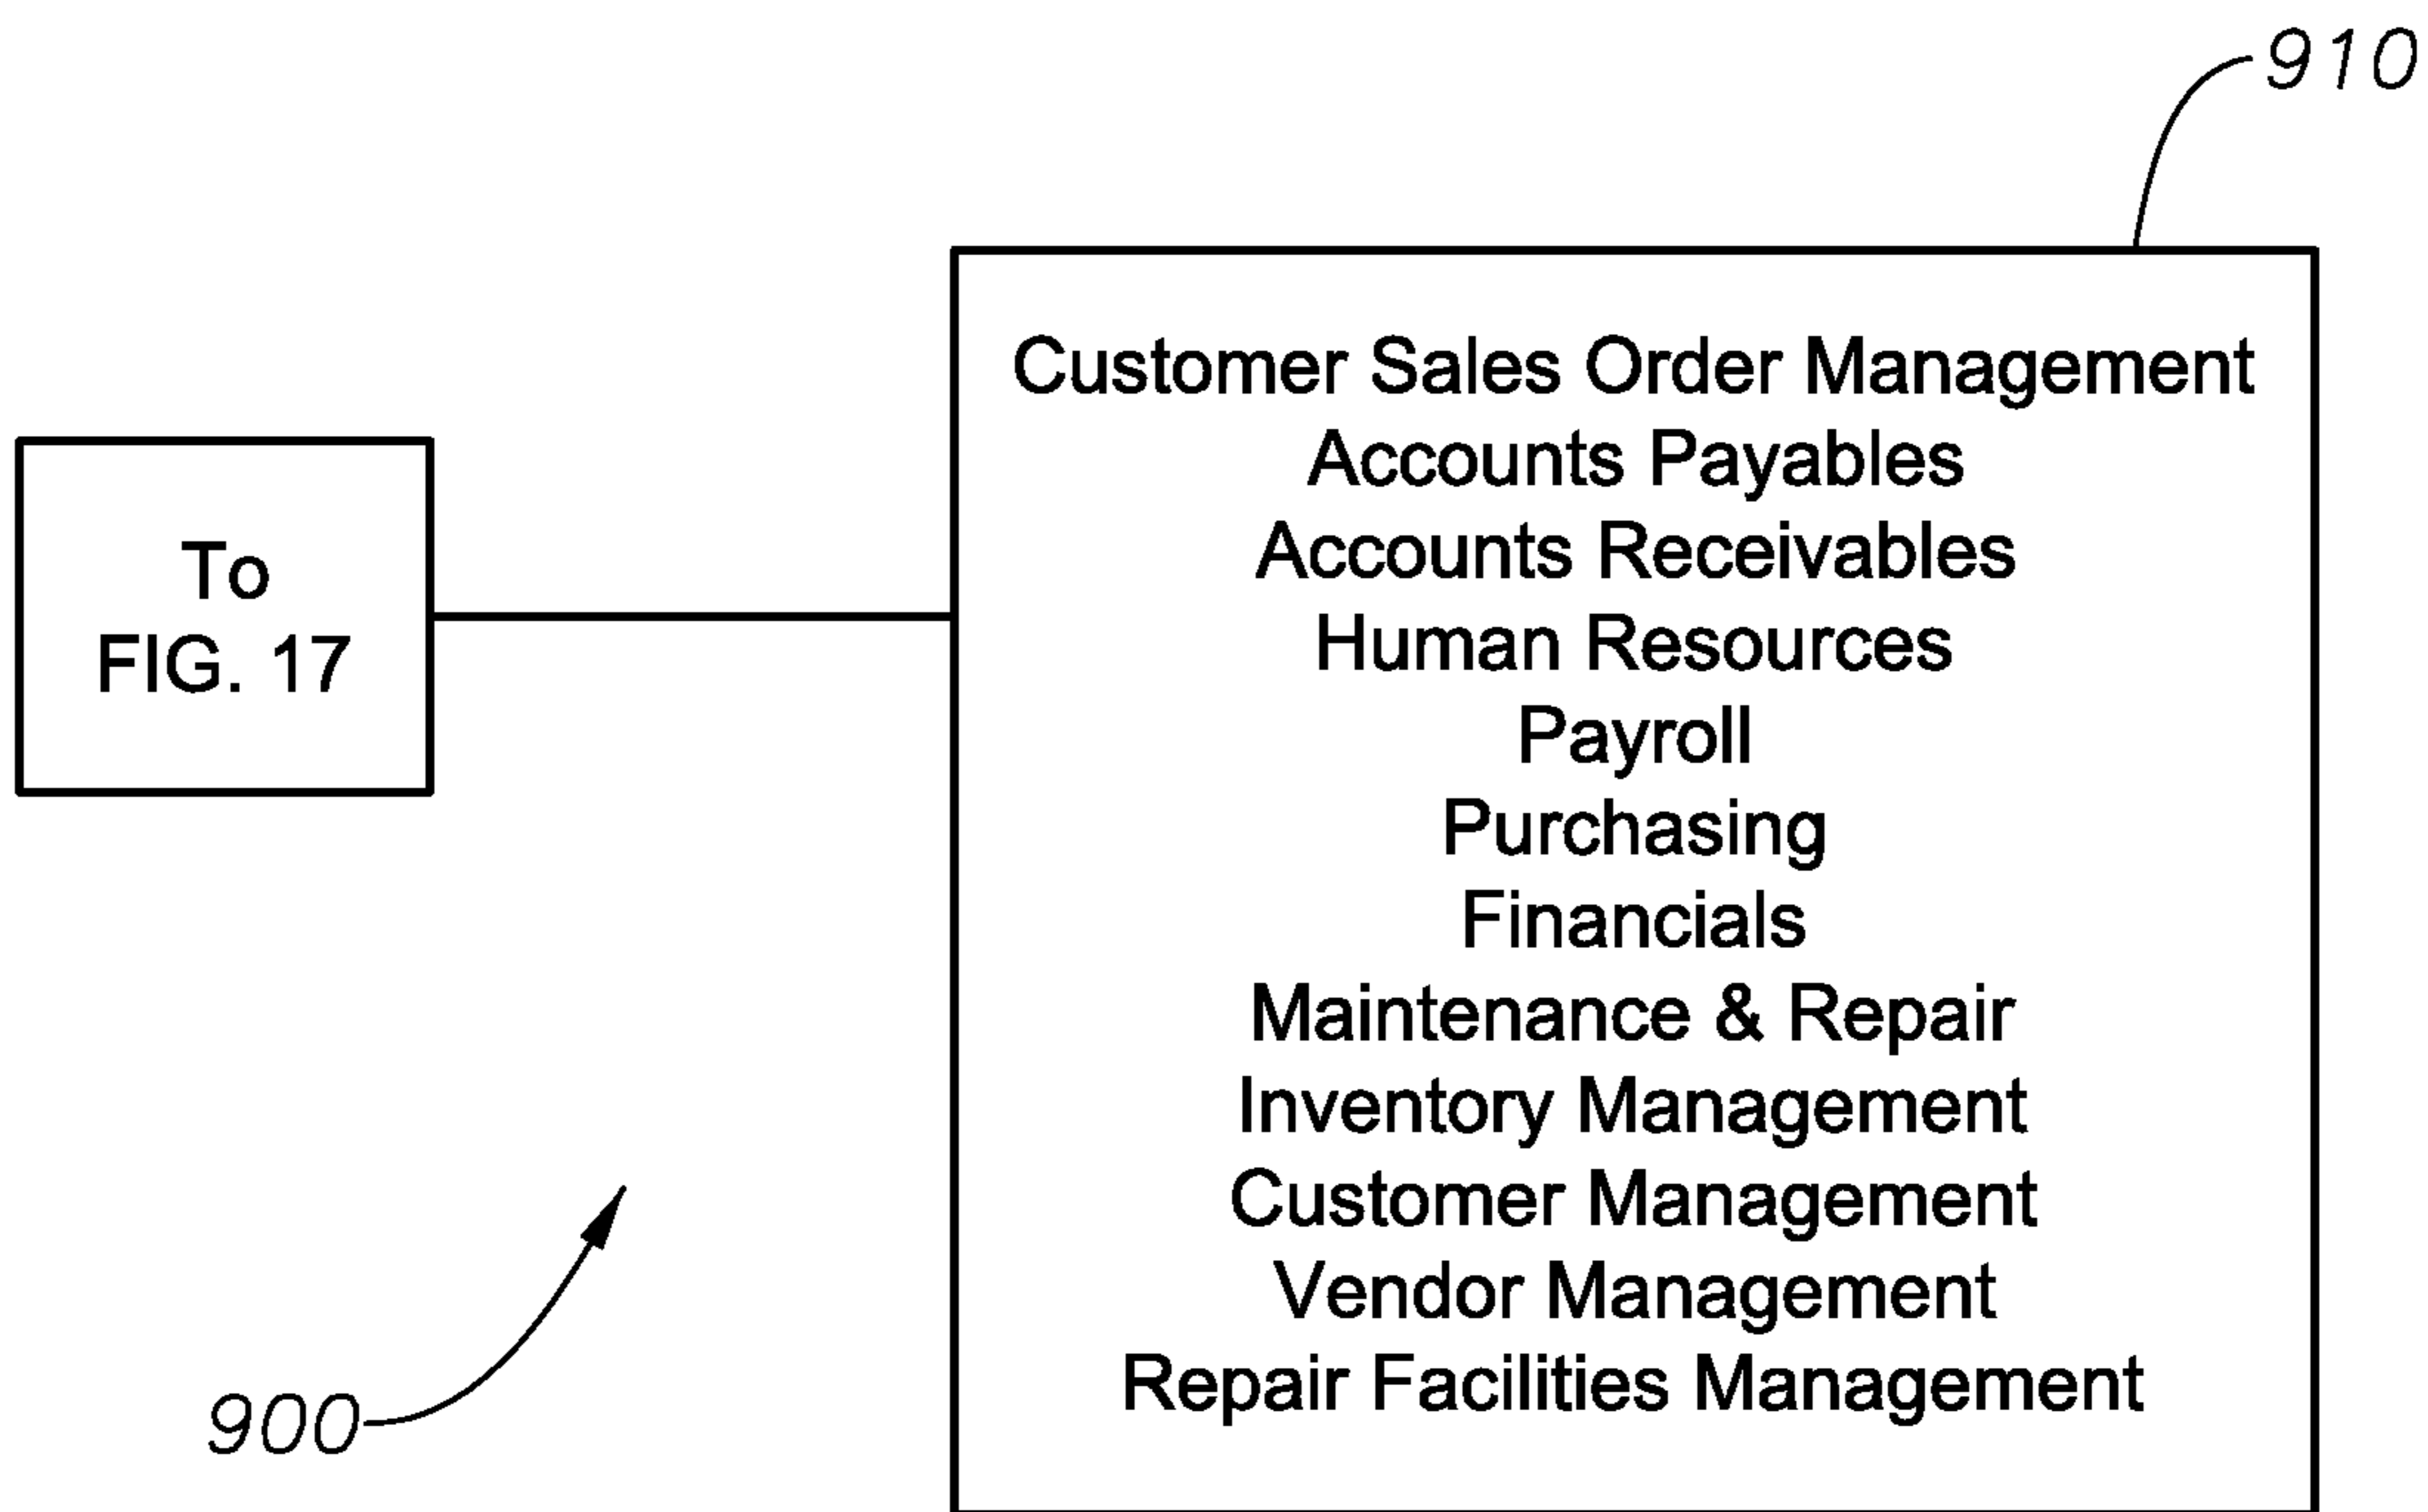 910
Customer Sales Order Management
Accounts Payables
Accounts Receivables
Human Resources
Payroll
Purchasing
Financials
Maintenance & Repair
Inventory Management
Customer Management
Vendor Management
Repair Facilities Management
To
FIG. 17
900